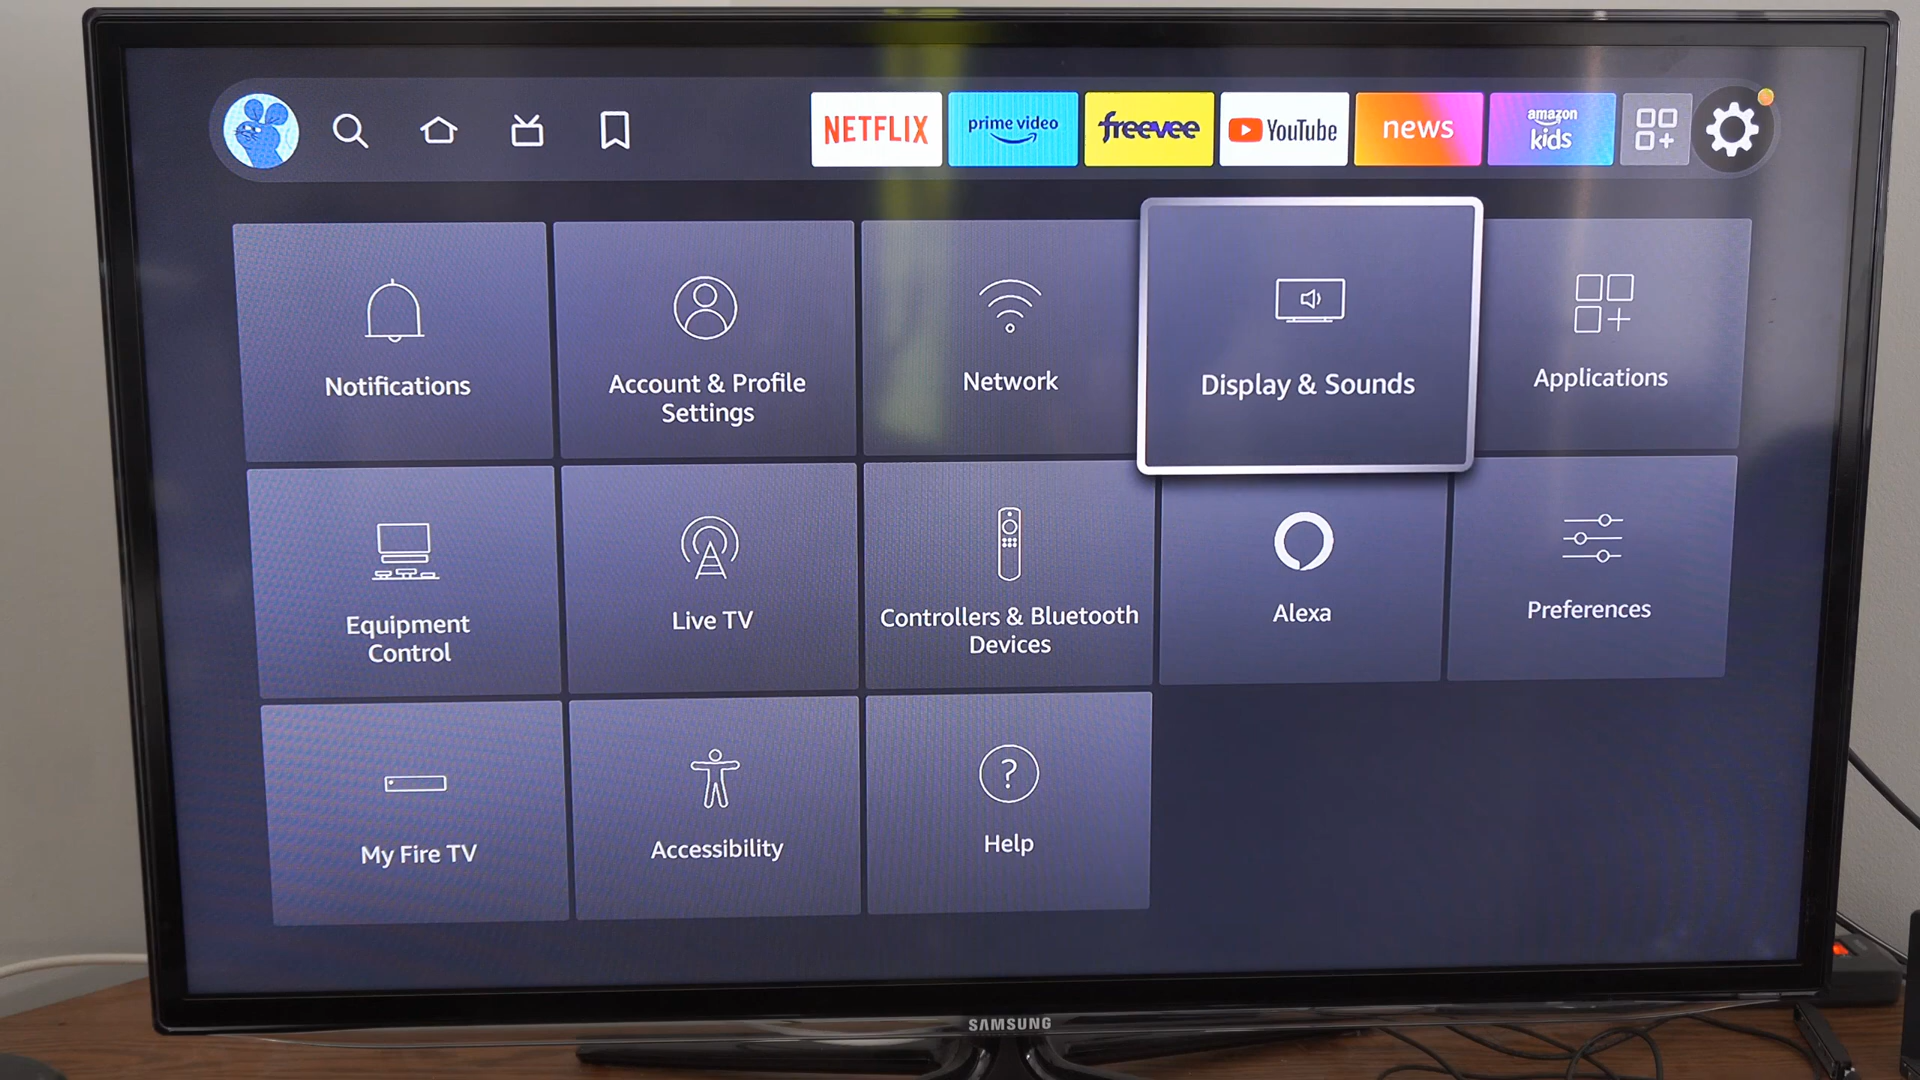 NETFLIX
prime video
freevee
YouTube
news
amazon
kids
Notifications
Account & Profile
Settings
Network
Display & Sounds
Applications
Equipment
Control
Live TV
Controllers & Bluetooth
Devices
Alexa
Preferences
My Fire TV
Accessibility
?
Help
SAMSUNG